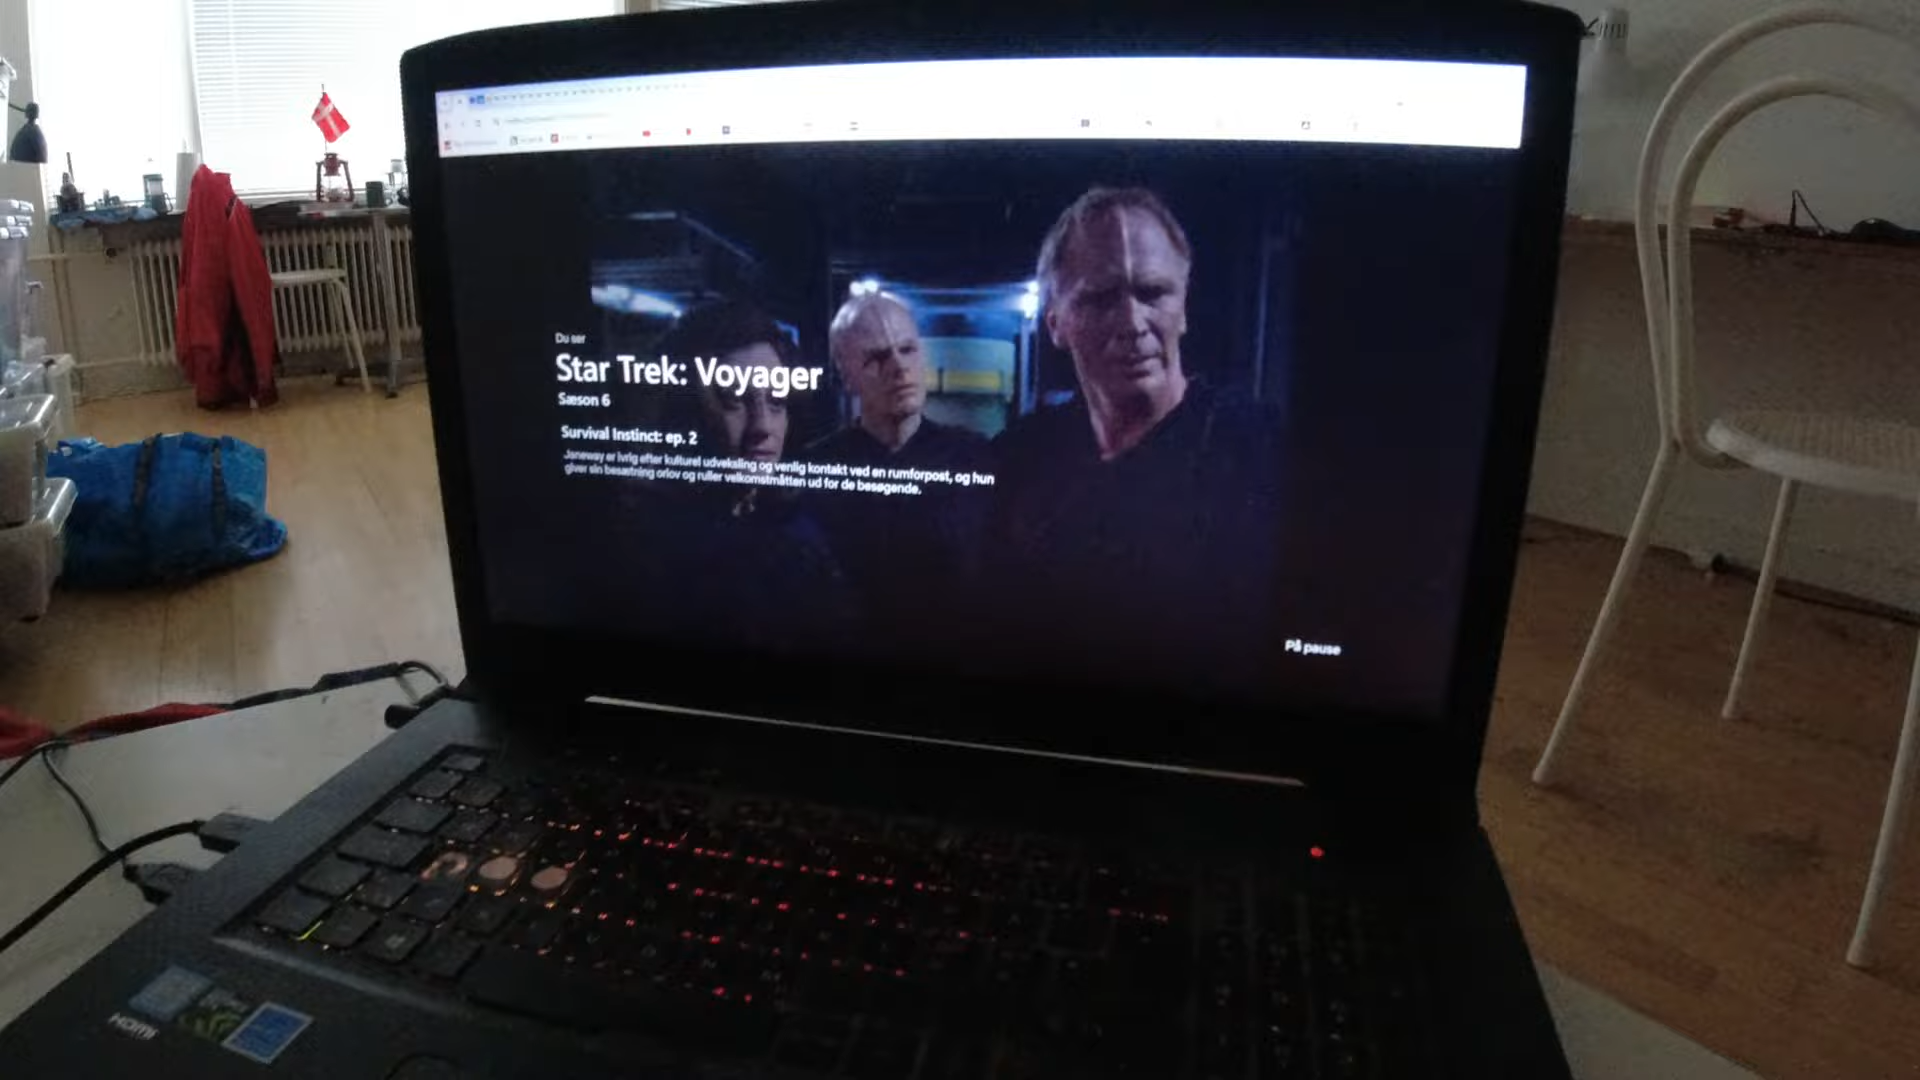 Du ser
Star Trek: Voyager
Sæson 6
Survival Instinct: ep. 2
Janeway er ivrig efter kulturel udveksling og venlig kontakt ved en rumforpost, og hun
giver sin besætning orlov og ruller velkomstmåtten ud for de besøgende.
På pause
HDMI